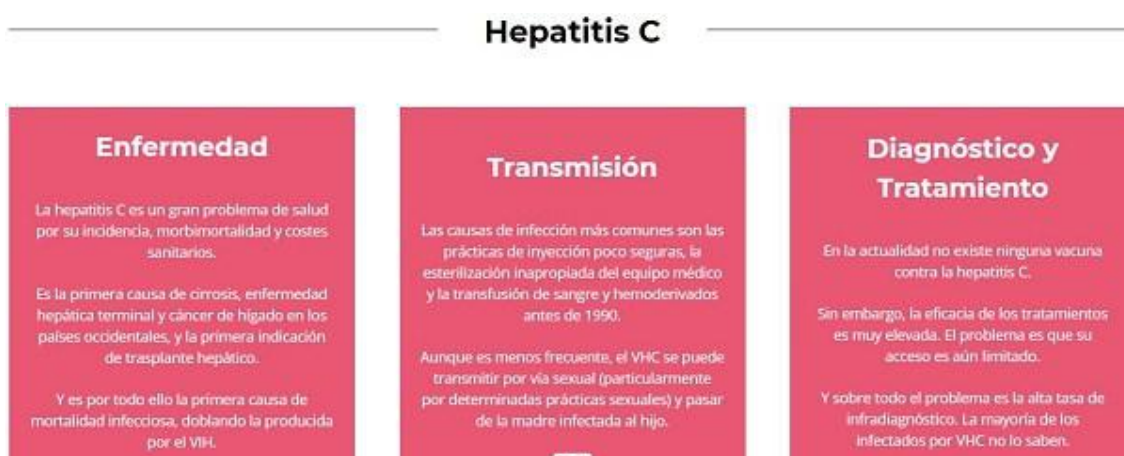 Hepatitis C
Enfermedad
La hepatitis C es un gran problema de salud
por su incidencia, morbimortalidad y costes
sanitarios.
Es la primera causa de cirrosis, enfermedad
hepática terminal y cáncer de hígado en los
países occidentales, y la primera indicación
de trasplante hepático.
Y es por todo ello la primera causa de
mortalidad infecciosa, doblando la producida
por el VIH.
Transmisión
Las causas de infección más comunes son las
prácticas de inyección poco seguras, la
esterilización inapropiada del equipo médico
y la transfusión de sangre y hemoderivados
antes de 1990.
Aunque es menos frecuente, el VHC se puede
transmitir por vía sexual (particularmente
por determinadas prácticas sexuales) y pasar
de la madre infectada al hijo.
Diagnóstico y
Tratamiento
En la actualidad no existe ninguna vacuna
contra la hepatitis C.
Sin embargo, la eficacia de los tratamientos
es muy elevada. El problema es que su
acceso es aún limitado.
Y sobre todo el problema es la alta tasa de
infradiagnóstico. La mayoría de los
infectados por VHC no lo saben.